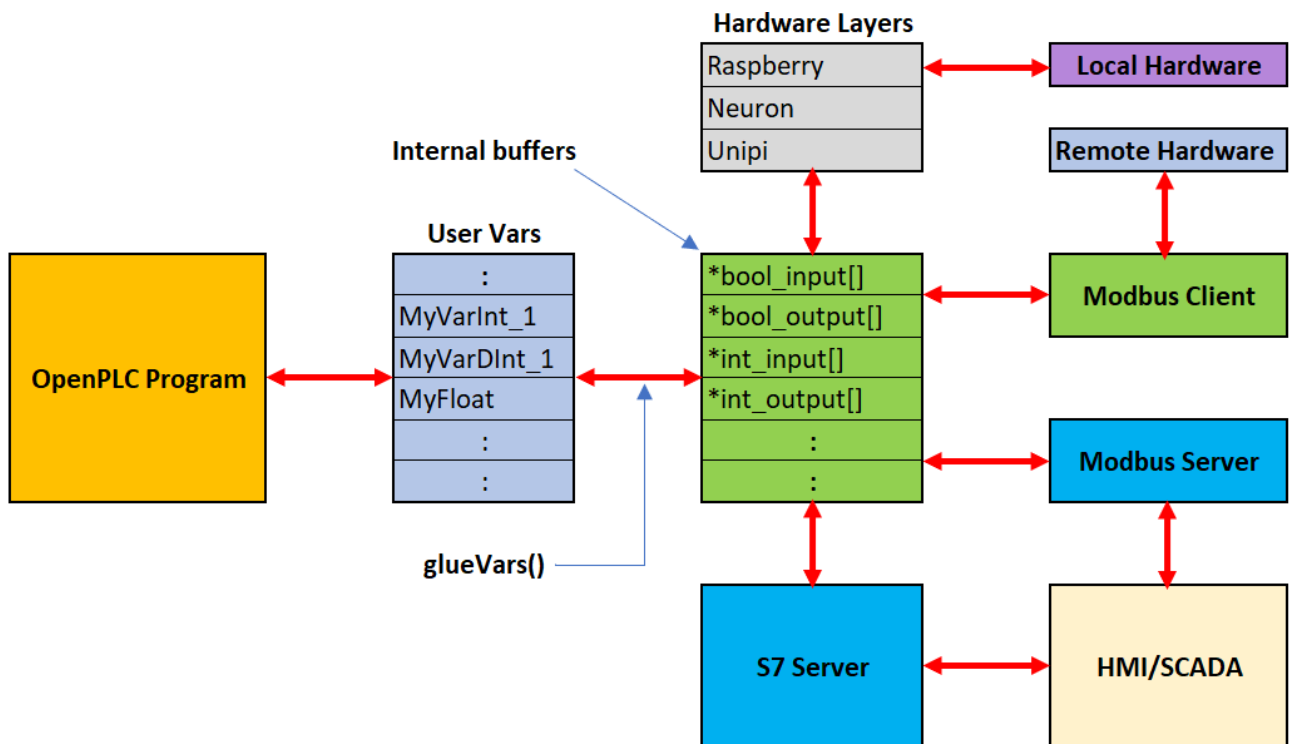 Hardware Layers
Raspberry
Neuron
Unipi
Local Hardware
Remote Hardware
Internal buffers
User Vars
OpenPLC Program
:
MyVarInt_1
MyVarDInt_1
MyFloat
:
:
*bool_input[]
*bool_output[]
*int_input[]
*int_output[]
:
:
Modbus Client
Modbus Server
glueVars()
S7 Server
HMI/SCADA